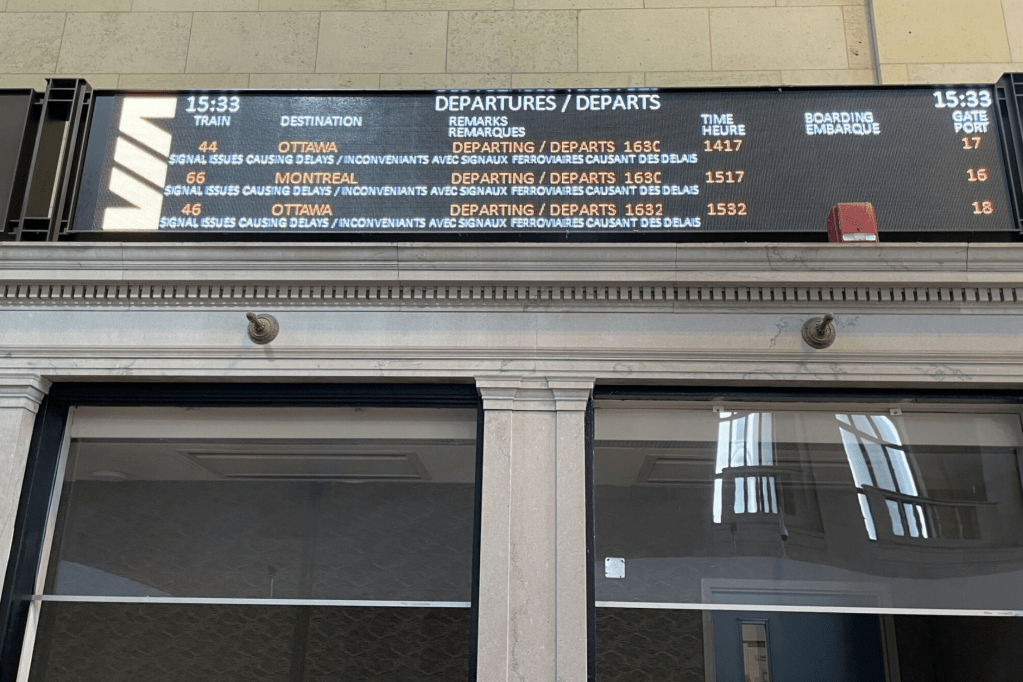 15:33 DEPARTURES / DEPARTS 15:33
TRAIN DESTINATION REMARKS TIME BOARDING GATE
REMARQUES HEURE EMBARQUE PORT
44 OTTAWA DEPARTING / DEPARTS 1630 1417 17
SIGNAL ISSUES CAUSING DELAYS / INCONVENIANTS AVEC SIGNAUX FERROVIAIRES CAUSANT DES DELAIS
66 MONTREAL DEPARTING / DEPARTS 1630 1517 16
SIGNAL ISSUES CAUSING DELAYS / INCONVENIANTS AVEC SIGNAUX FERROVIAIRES CAUSANT DES DELAIS
46 OTTAWA DEPARTING / DEPARTS 1632 1532 18
SIGNAL ISSUES CAUSING DELAYS / INCONVENIANTS AVEC SIGNAUX FERROVIAIRES CAUSANT DES DELAIS
VIA